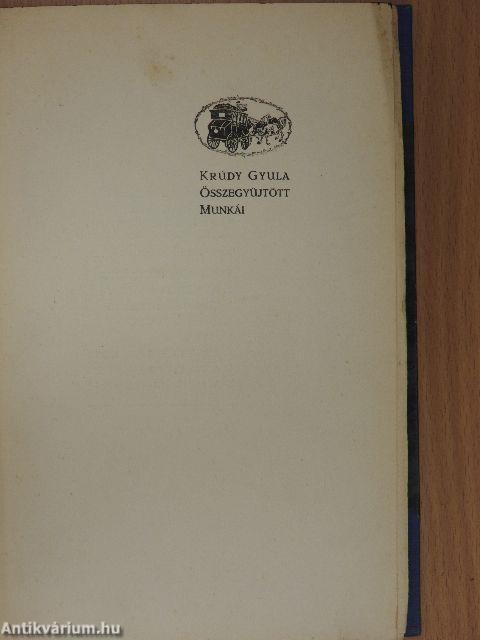 KRÚDY GYULA
ÖSSZEGYŰJTÖTT
MUNKÁI
Antikvárium.hu